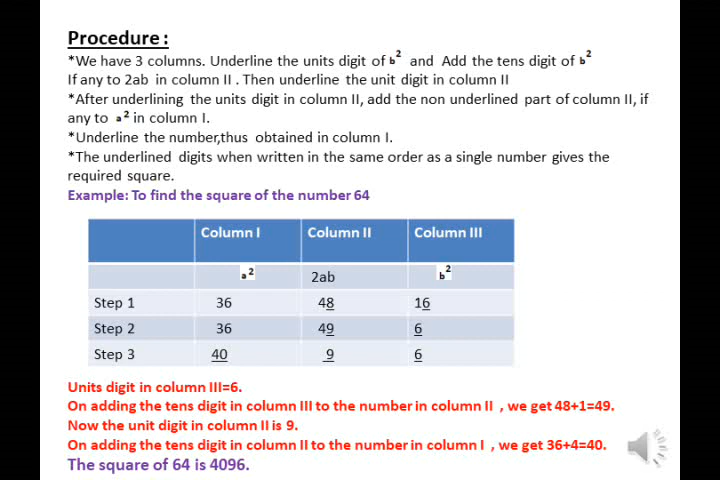 Procedure :
*We have 3 columns. Underline the units digit of b² and Add the tens digit of b²
If any to 2ab in column II . Then underline the unit digit in column II
*After underlining the units digit in column II, add the non underlined part of column II, if
any to a² in column I.
*Underline the number,thus obtained in column I.
*The underlined digits when written in the same order as a single number gives the
required square.
Example: To find the square of the number 64
Column I Column II Column III
a² 2ab b²
Step 1 36 48 16
Step 2 36 49 6
Step 3 40 9 6
Units digit in column III=6.
On adding the tens digit in column III to the number in column II , we get 48+1=49.
Now the unit digit in column II is 9.
On adding the tens digit in column II to the number in column I , we get 36+4=40.
The square of 64 is 4096.